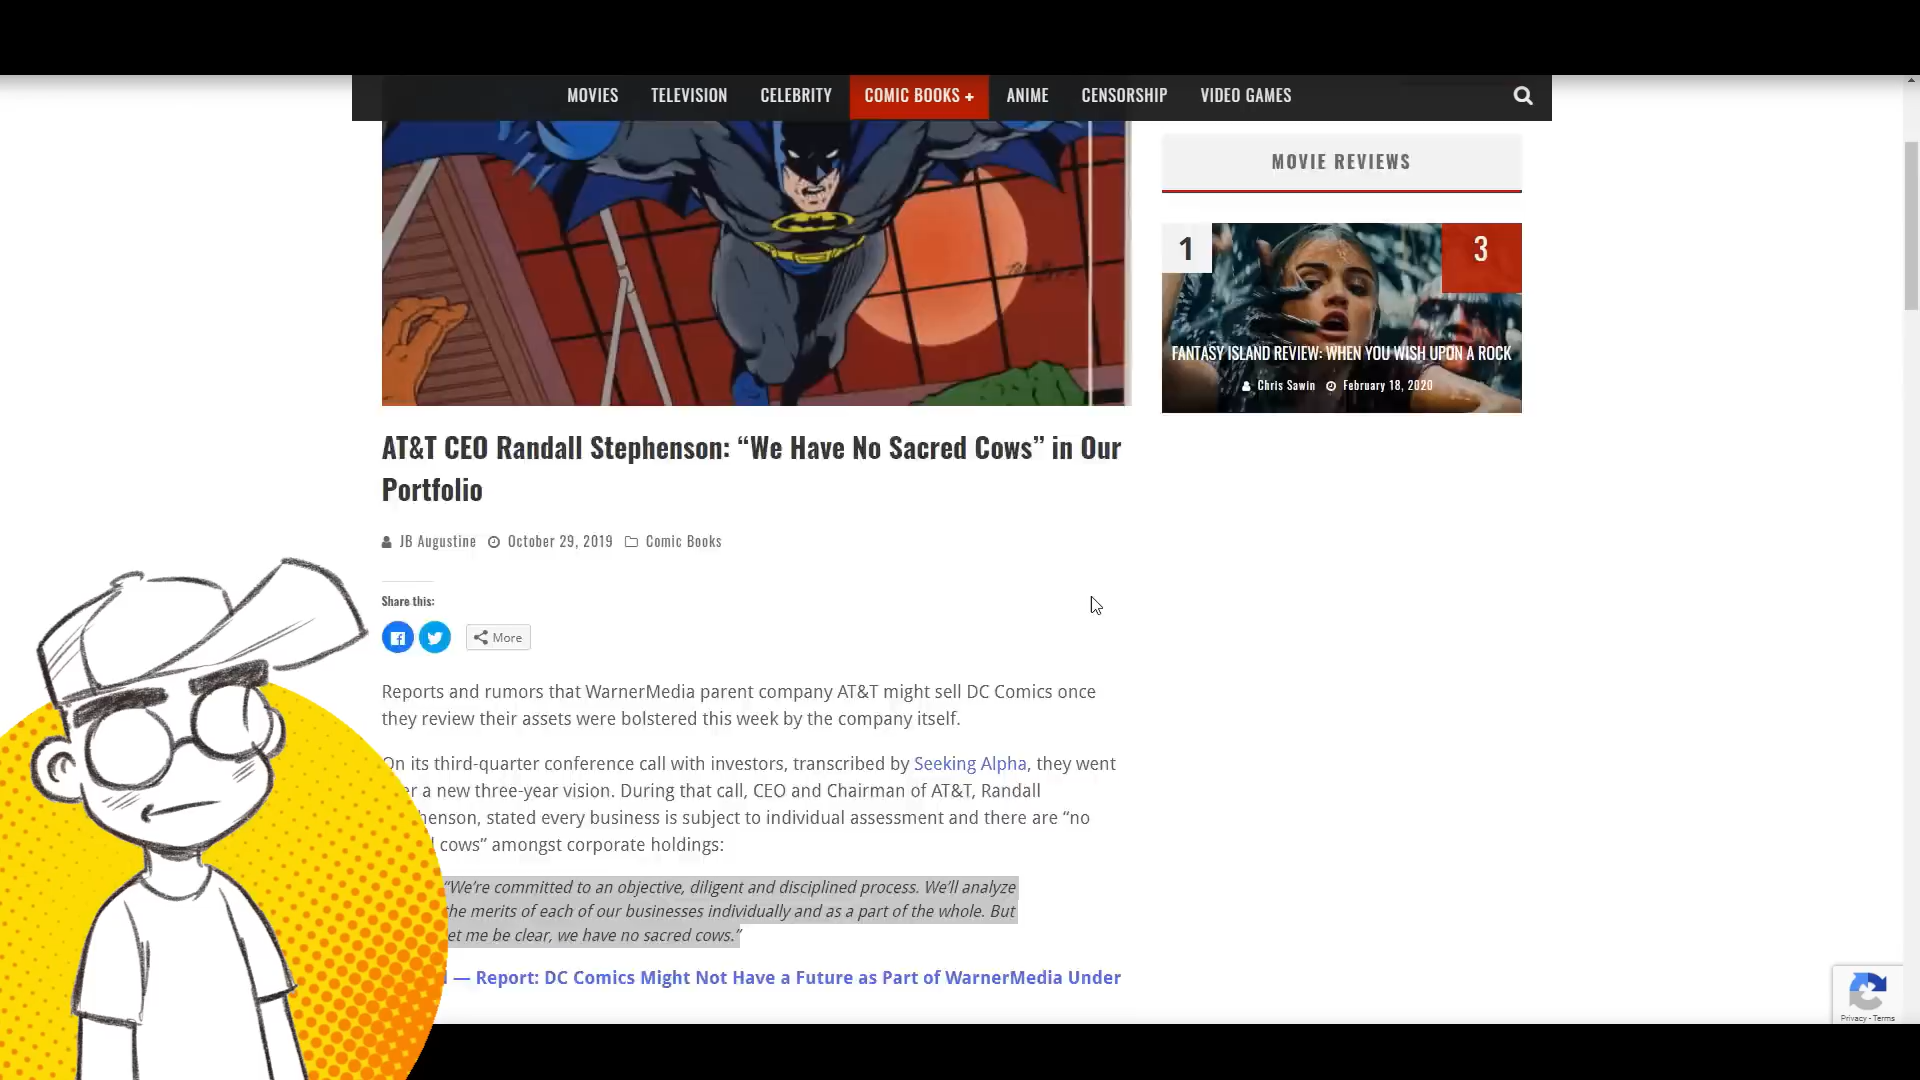 MOVIES TELEVISION CELEBRITY COMIC BOOKS + ANIME CENSORSHIP VIDEO GAMES
MOVIE REVIEWS
1
3
FANTASY ISLAND REVIEW: WHEN YOU WISH UPON A ROCK
Chris Sawin February 18, 2020
AT&T CEO Randall Stephenson: “We Have No Sacred Cows” in Our
Portfolio
JB Augustine October 29, 2019 Comic Books
Share this:
More
Reports and rumors that WarnerMedia parent company AT&T might sell DC Comics once
they review their assets were bolstered this week by the company itself.
On its third-quarter conference call with investors, transcribed by Seeking Alpha, they went
er a new three-year vision. During that call, CEO and Chairman of AT&T, Randall
henson, stated every business is subject to individual assessment and there are “no
cows” amongst corporate holdings:
“We’re committed to an objective, diligent and disciplined process. We’ll analyze
the merits of each of our businesses individually and as a part of the whole. But
et me be clear, we have no sacred cows.”
— Report: DC Comics Might Not Have a Future as Part of WarnerMedia Under
Privacy - Terms